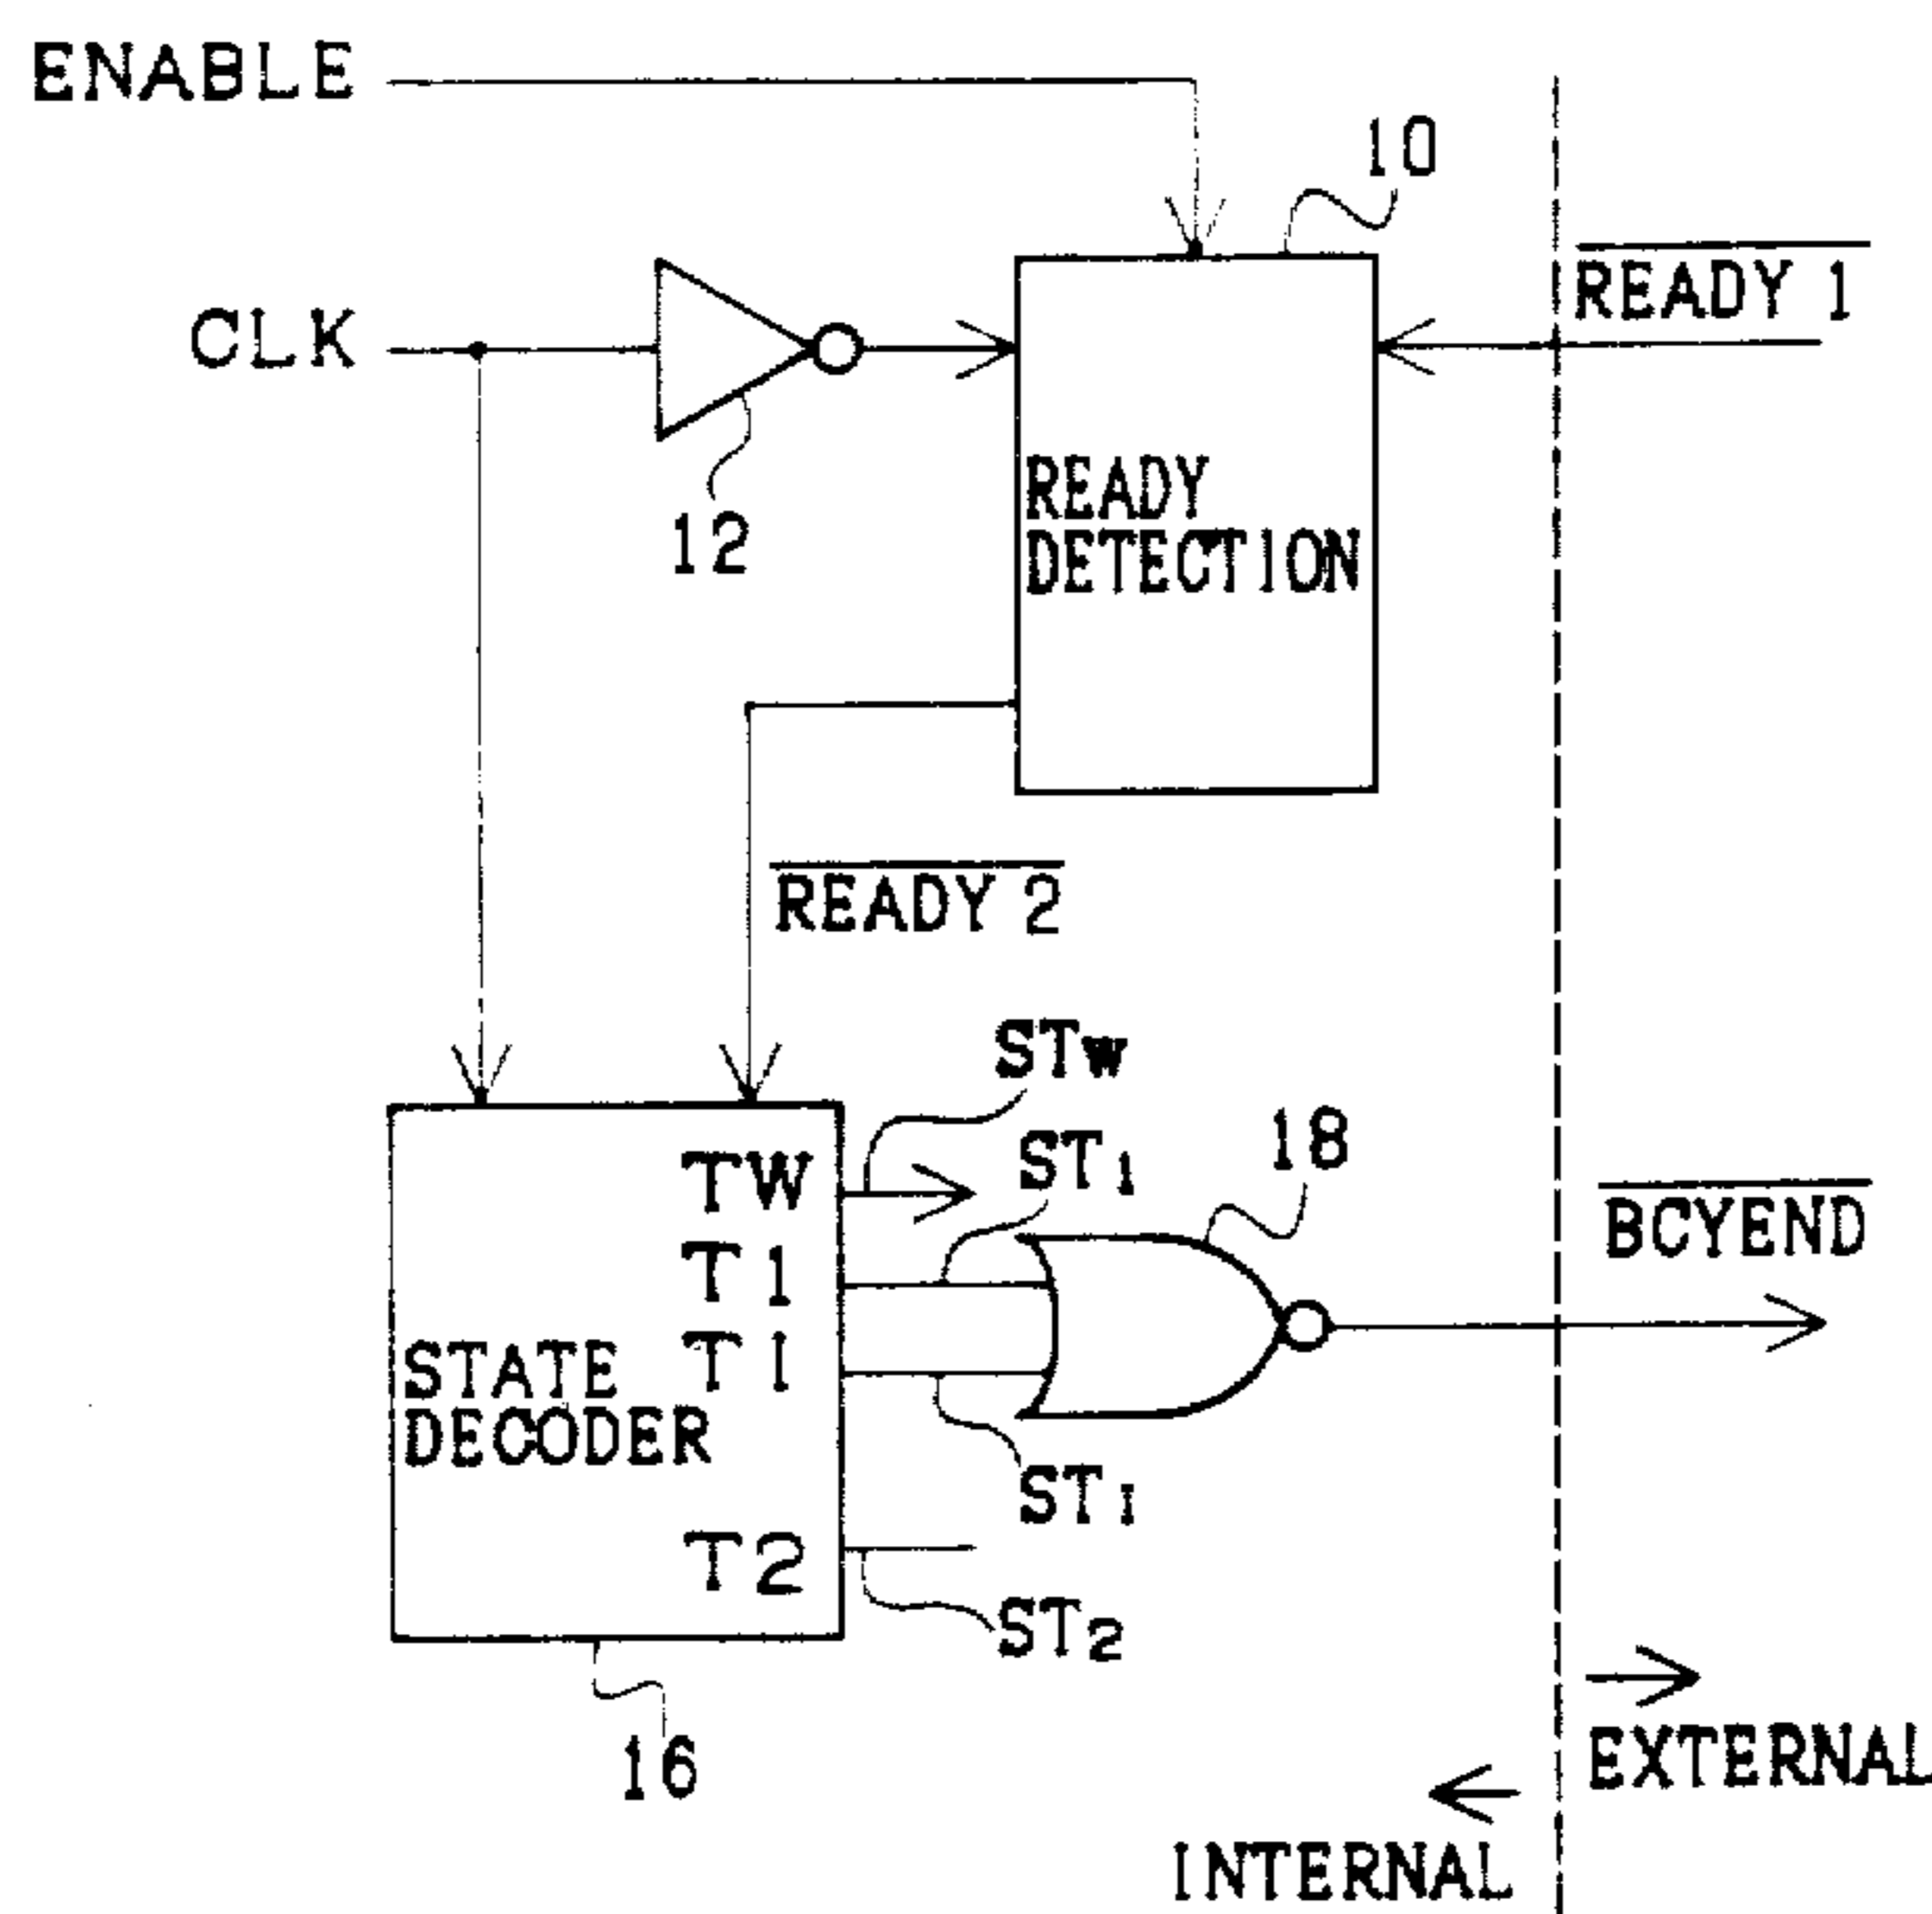 ENABLE
10
READY 1
CLK
12
READY
DETECTION
READY 2
STW
ST1
18
BCYEND
TW
T1
TI
STATE
DECODER
STI
T2
ST2
16
EXTERNAL
INTERNAL